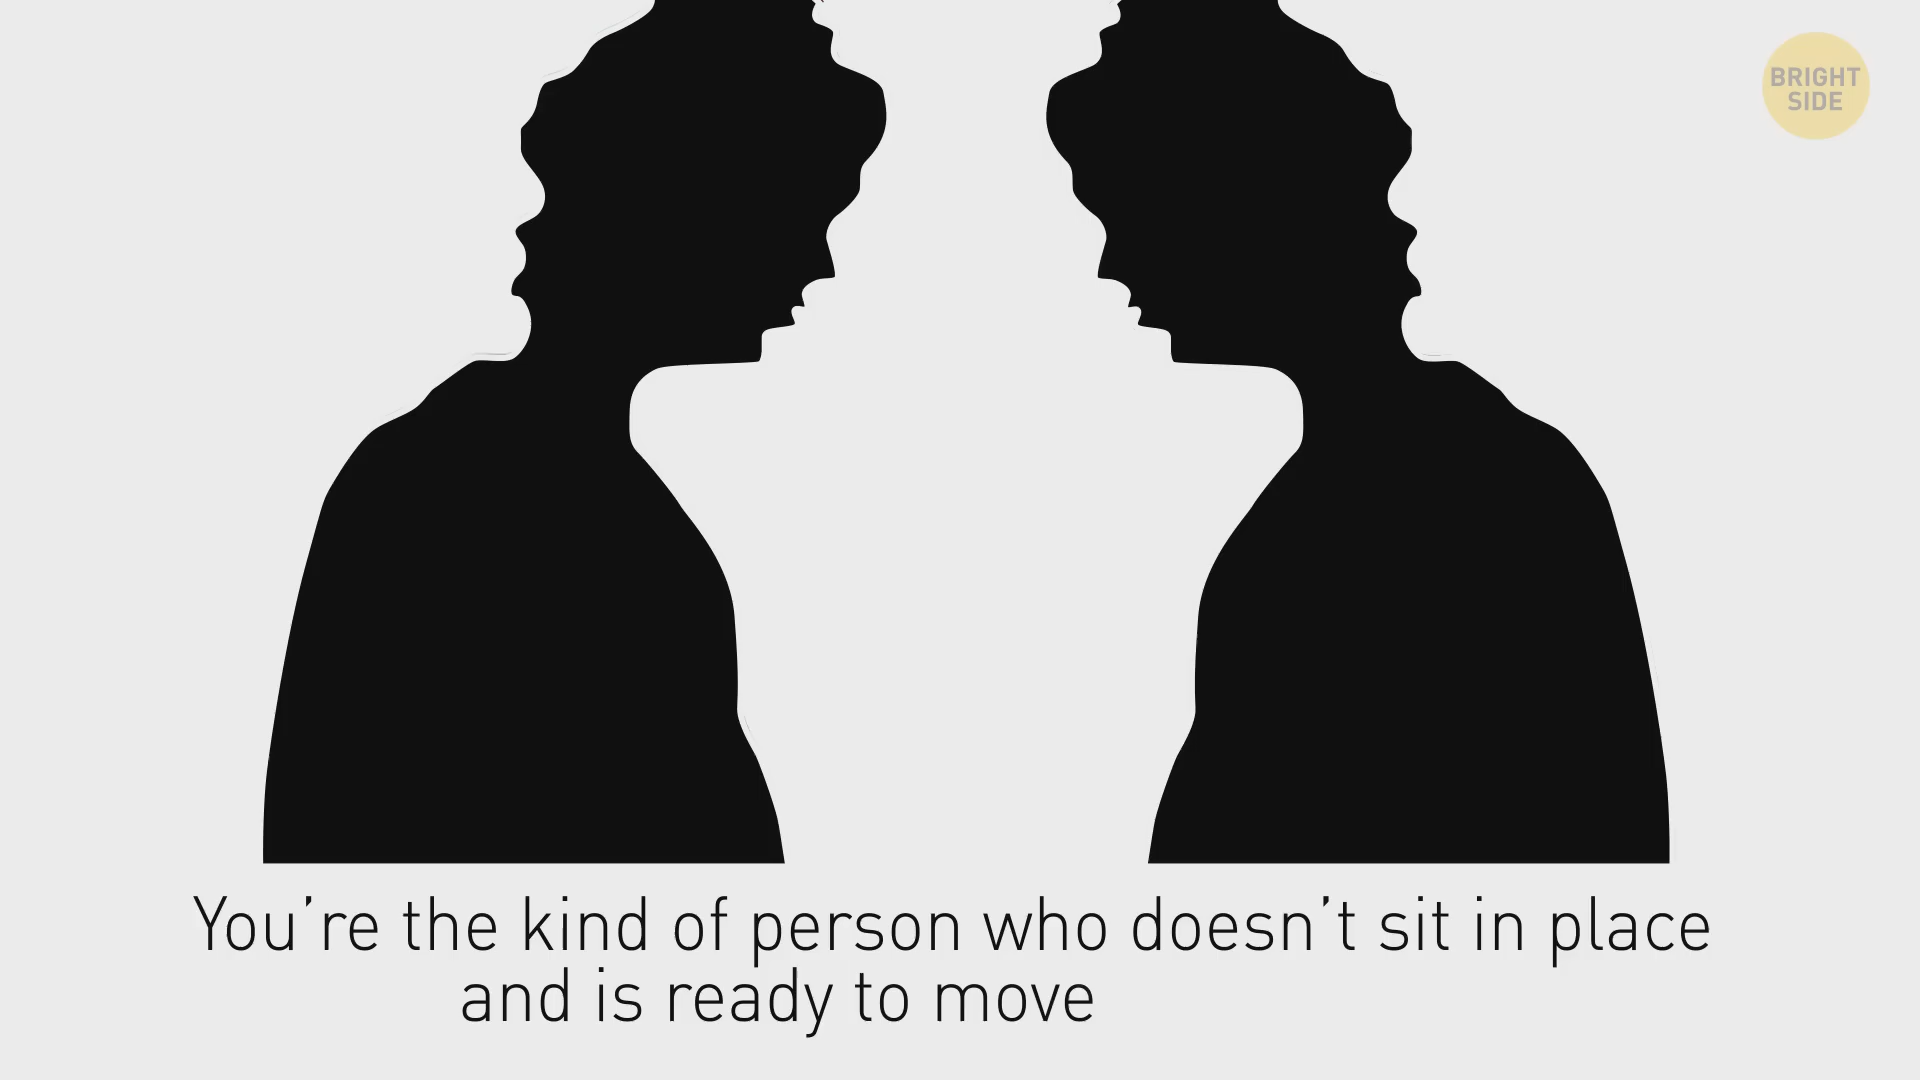 BRIGHT
SIDE
You’re the kind of person who doesn’t sit in place
and is ready to move